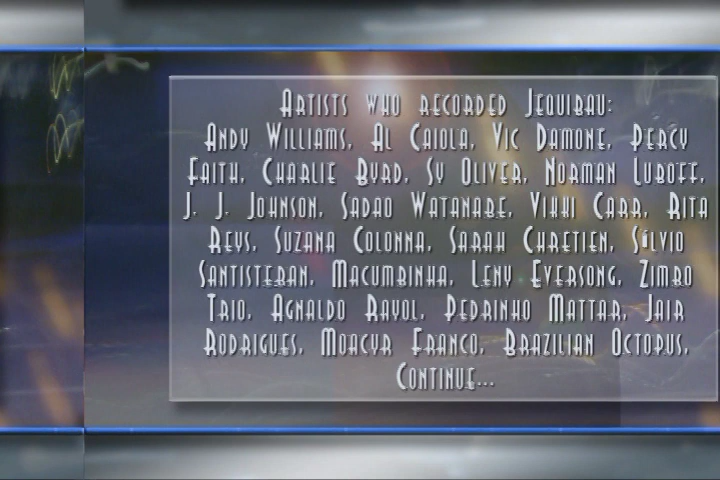 Artists who recorded Jequibau:
Andy Williams, Al Caiola, Vic Damone, Percy
Faith, Charlie Byrd, Sy Oliver, Norman Luboff,
J. J. Johnson, Sadao Watanabe, Vikki Carr, Rita
Reys, Suzana Colonna, Sarah Chretien, Sílvio
Santisteban, Macumbinha, Leny Eversong, Zimbo
Trio, Agnaldo Rayol, Pedrinho Mattar, Jair
Rodrigues, Moacyr Franco, Brazilian Octopus,
Continue...